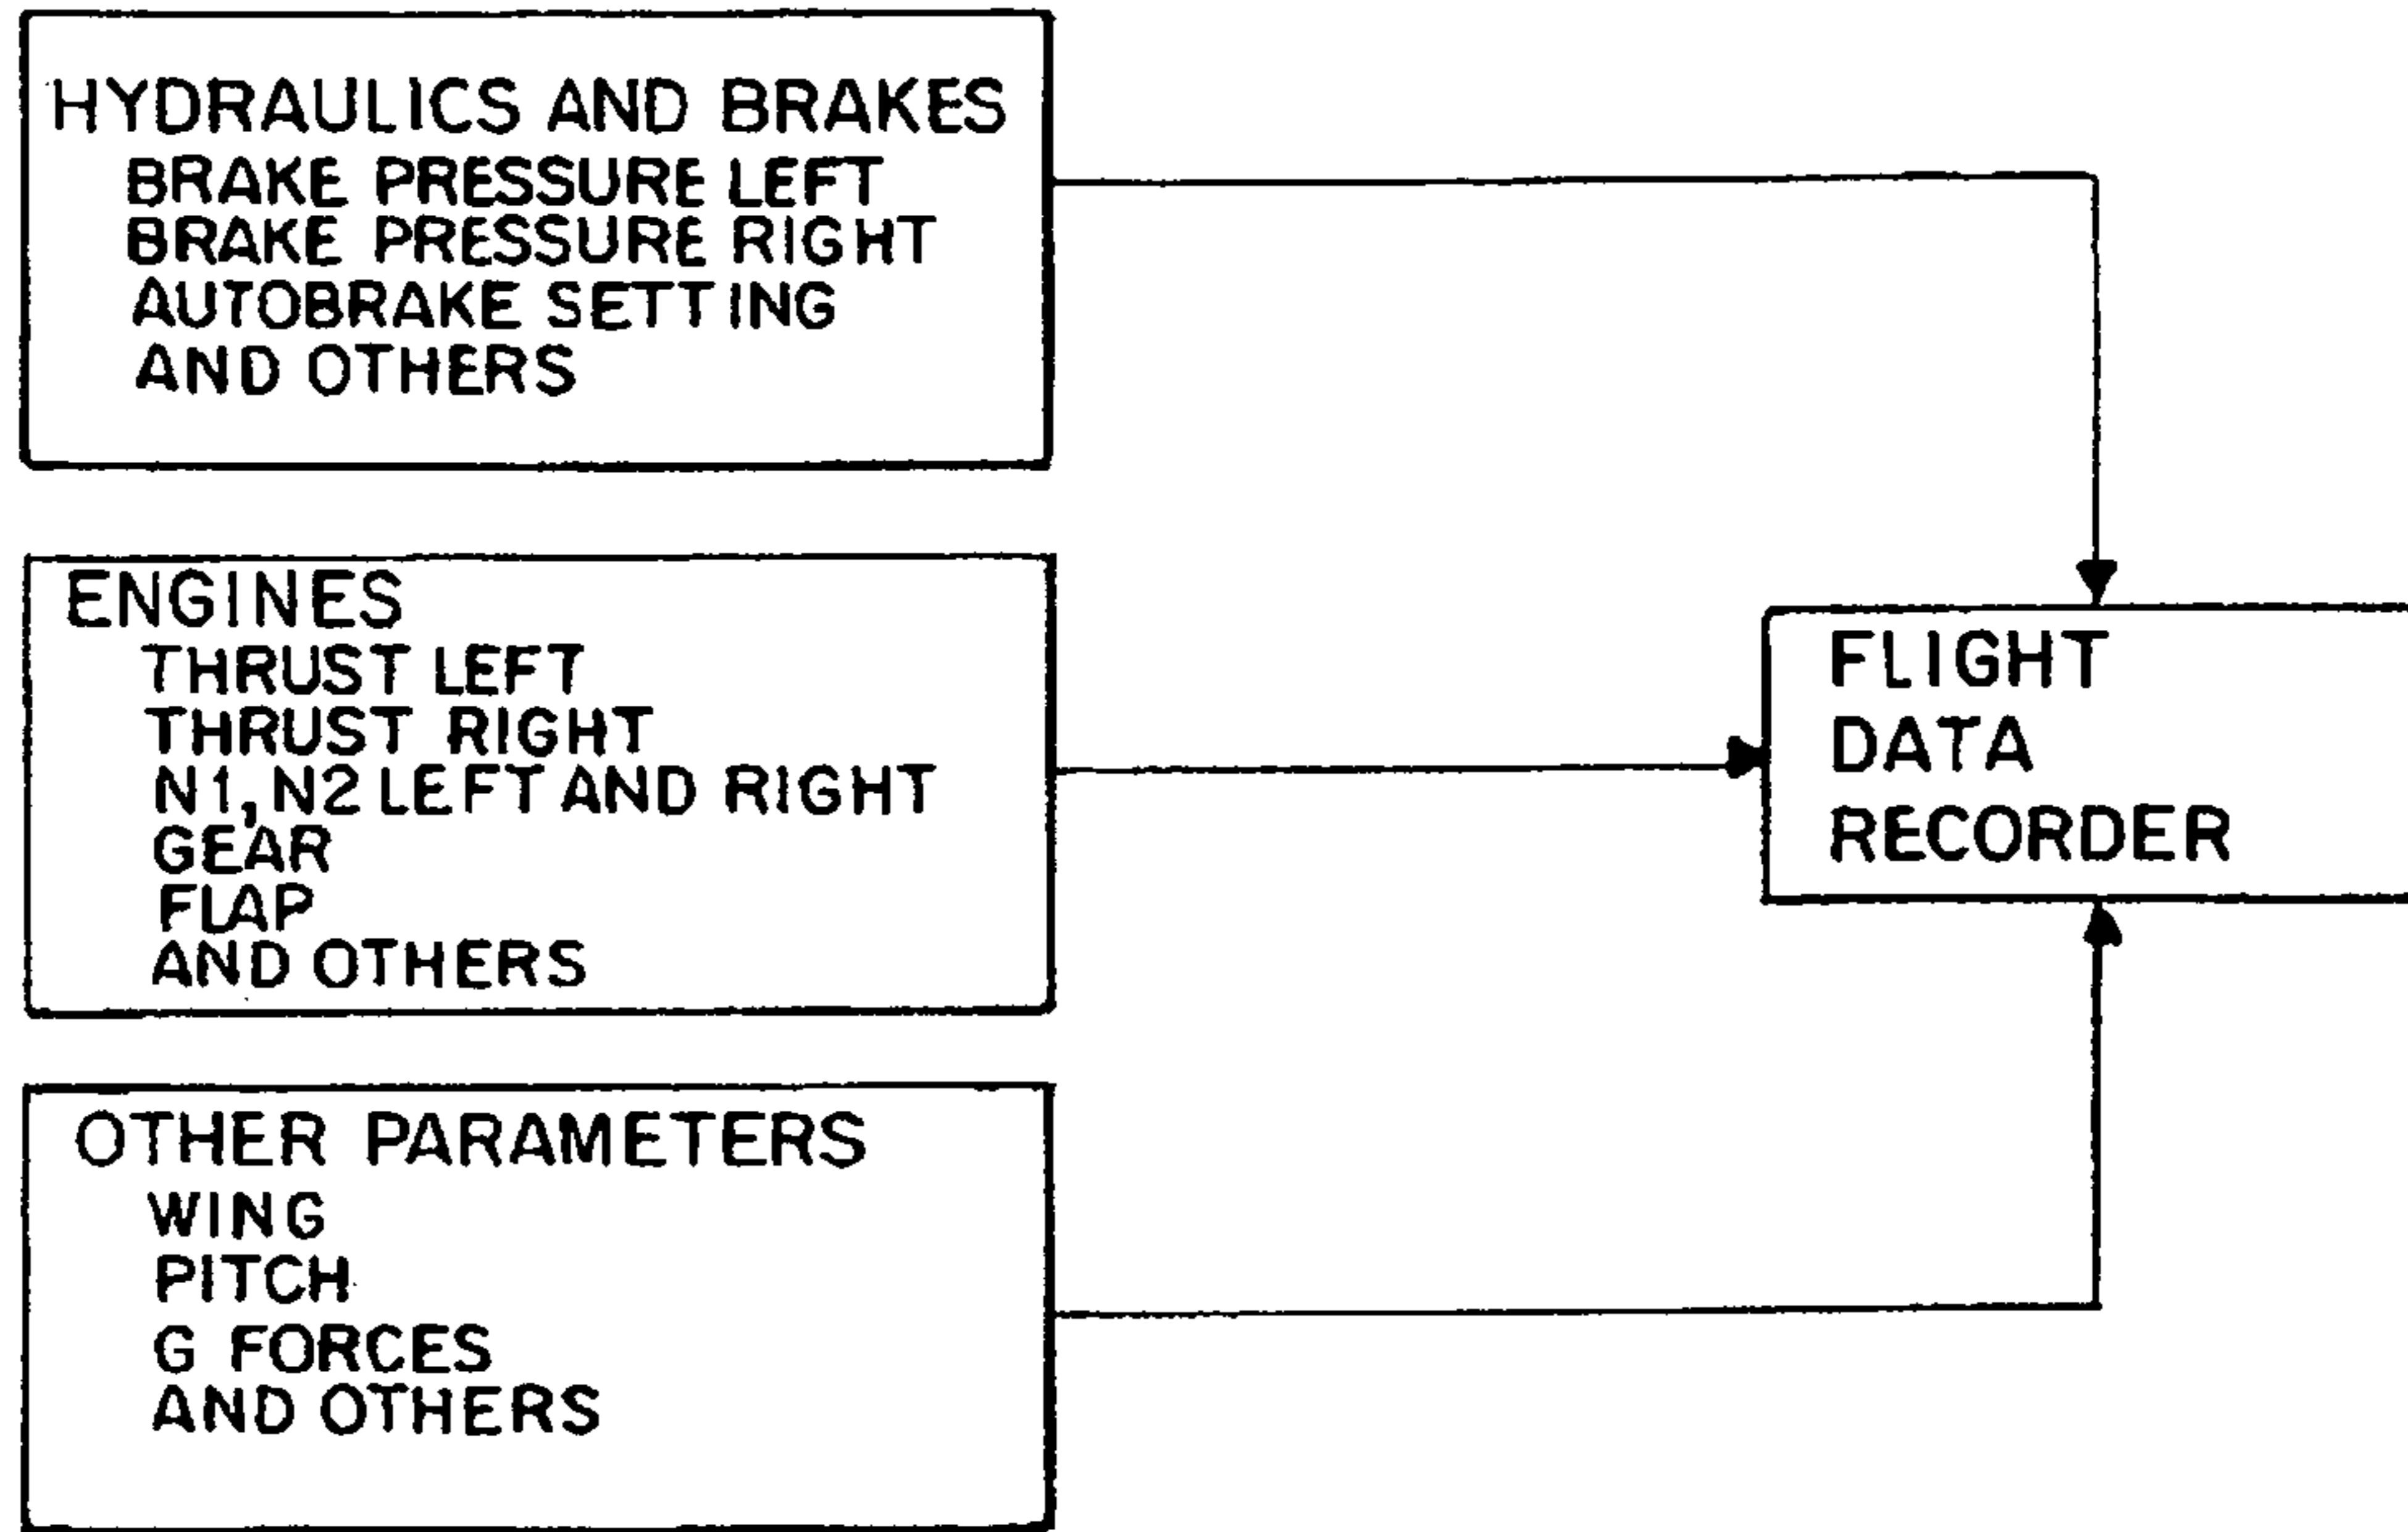 HYDRAULICS AND BRAKES
BRAKE PRESSURE LEFT
BRAKE PRESSURE RIGHT
AUTOBRAKE SETTING
AND OTHERS
ENGINES
THRUST LEFT
THRUST RIGHT
N1, N2 LEFT AND RIGHT
GEAR
FLAP
AND OTHERS
FLIGHT
DATA
RECORDER
OTHER PARAMETERS
WING
PITCH
G FORCES
AND OTHERS